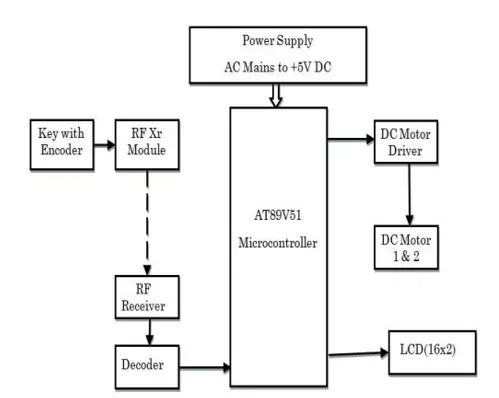 Power Supply
AC Mains to +5V DC
Key with
Encoder
RF Xr
Module
AT89V51
Microcontroller
DC Motor
Driver
DC Motor
1 & 2
RF
Receiver
Decoder
LCD(16x2)